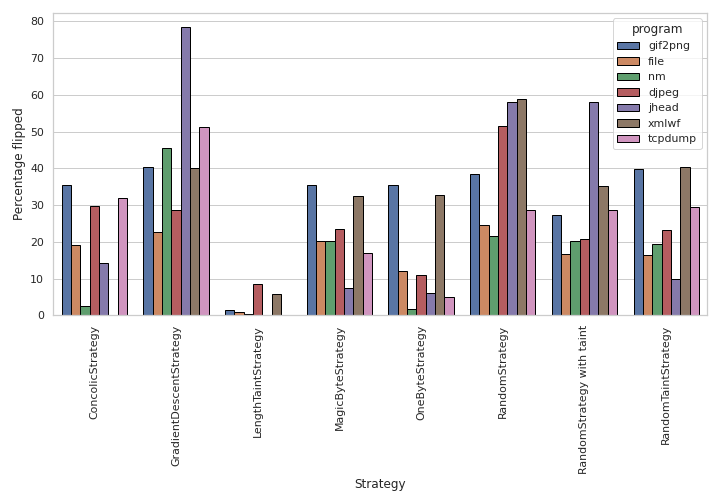 program
gif2png
file
nm
djpeg
jhead
xmlwf
tcpdump
Percentage flipped
80
70
60
50
40
30
20
10
0
ConcolicStrategy
GradientDescentStrategy
LengthTaintStrategy
MagicByteStrategy
OneByteStrategy
RandomStrategy
RandomStrategy with taint
RandomTaintStrategy
Strategy